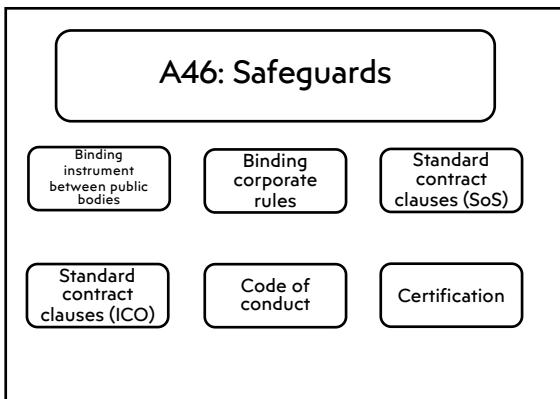 A46: Safeguards
Binding
instrument
between public
bodies
Binding
corporate
rules
Standard
contract
clauses (SoS)
Standard
contract
clauses (ICO)
Code of
conduct
Certification